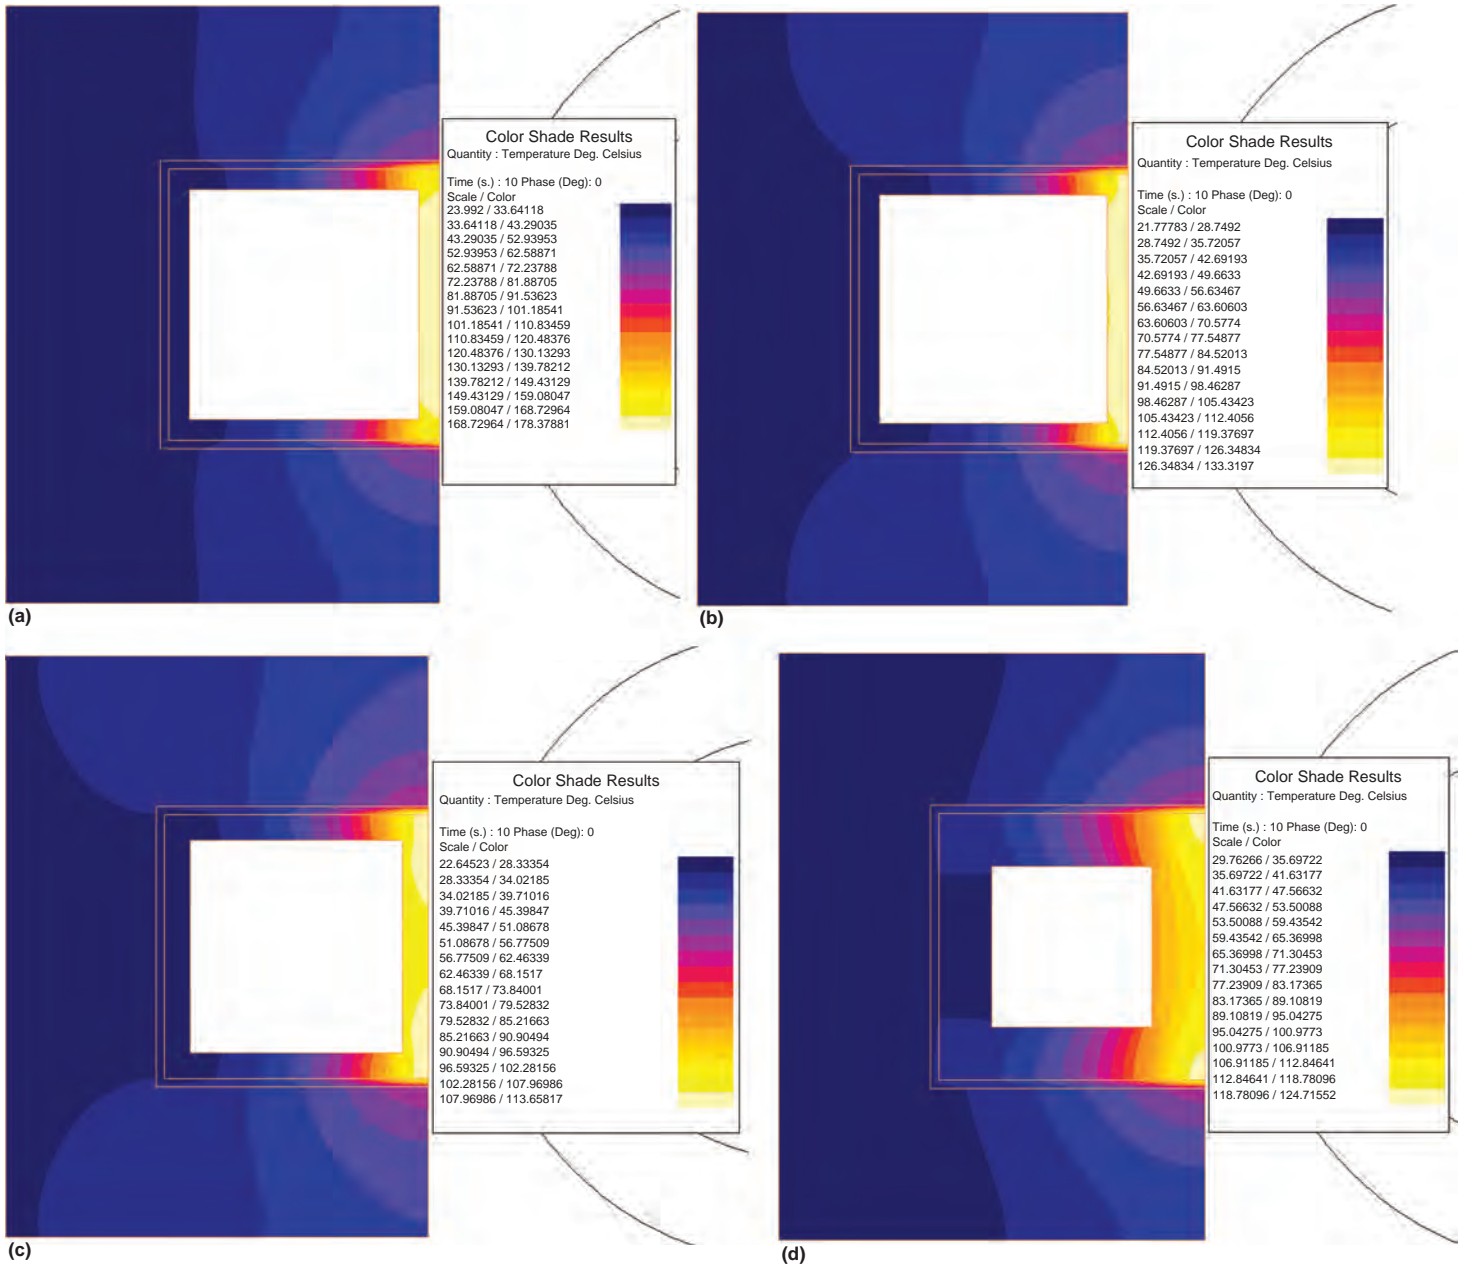 Color Shade Results
Quantity : Temperature Deg. Celsius
Time (s.) : 10 Phase (Deg): 0
Scale / Color
23.992 / 33.64118
33.64118 / 43.29035
43.29035 / 52.93953
52.93953 / 62.58871
62.58871 / 72.23788
72.23788 / 81.88705
81.88705 / 91.53623
91.53623 / 101.18541
101.18541 / 110.83459
110.83459 / 120.48376
120.48376 / 130.13293
130.13293 / 139.78212
139.78212 / 149.43129
149.43129 / 159.08047
159.08047 / 168.72964
168.72964 / 178.37881
(a)
Color Shade Results
Quantity : Temperature Deg. Celsius
Time (s.) : 10 Phase (Deg): 0
Scale / Color
21.77783 / 28.7492
28.7492 / 35.72057
35.72057 / 42.69193
42.69193 / 49.6633
49.6633 / 56.63467
56.63467 / 63.60603
63.60603 / 70.5774
70.5774 / 77.54877
77.54877 / 84.52013
84.52013 / 91.4915
91.4915 / 98.46287
98.46287 / 105.43423
105.43423 / 112.4056
112.4056 / 119.37697
119.37697 / 126.34834
126.34834 / 133.3197
(b)
Color Shade Results
Quantity : Temperature Deg. Celsius
Time (s.) : 10 Phase (Deg): 0
Scale / Color
22.64523 / 28.33354
28.33354 / 34.02185
34.02185 / 39.71016
39.71016 / 45.39847
45.39847 / 51.08678
51.08678 / 56.77509
56.77509 / 62.46339
62.46339 / 68.1517
68.1517 / 73.84001
73.84001 / 79.52832
79.52832 / 85.21663
85.21663 / 90.90494
90.90494 / 96.59325
96.59325 / 102.28156
102.28156 / 107.96986
107.96986 / 113.65817
(c)
Color Shade Results
Quantity : Temperature Deg. Celsius
Time (s.) : 10 Phase (Deg): 0
Scale / Color
29.76266 / 35.69722
35.69722 / 41.63177
41.63177 / 47.56632
47.56632 / 53.50088
53.50088 / 59.43542
59.43542 / 65.36998
65.36998 / 71.30453
71.30453 / 77.23909
77.23909 / 83.17365
83.17365 / 89.10819
89.10819 / 95.04275
95.04275 / 100.9773
100.9773 / 106.91185
106.91185 / 112.84641
112.84641 / 118.78096
118.78096 / 124.71552
(d)